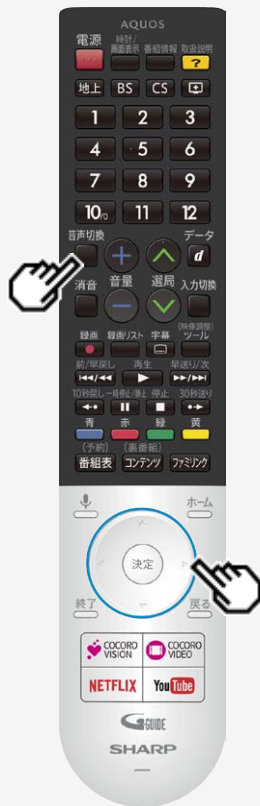 AQUOS
電源 時計/画面表示 番組情報 取扱説明
?
地上 BS CS
1 2 3
4 5 6
7 8 9
10/0 11 12
音声切換 データ
d
消音 音量 選局 入力切換
(映像調整)
録画 録画リスト 字幕 ツール
前/早戻し 再生 早送り/次
10秒戻し 一時停止/静止 停止 30秒送り
青 赤 緑 黄
(予約) (裏番組)
番組表 コンテンツ ファミリンク
ホーム
決定
終了 戻る
COCORO VISION COCORO VIDEO
NETFLIX YouTube
G GUIDE
SHARP